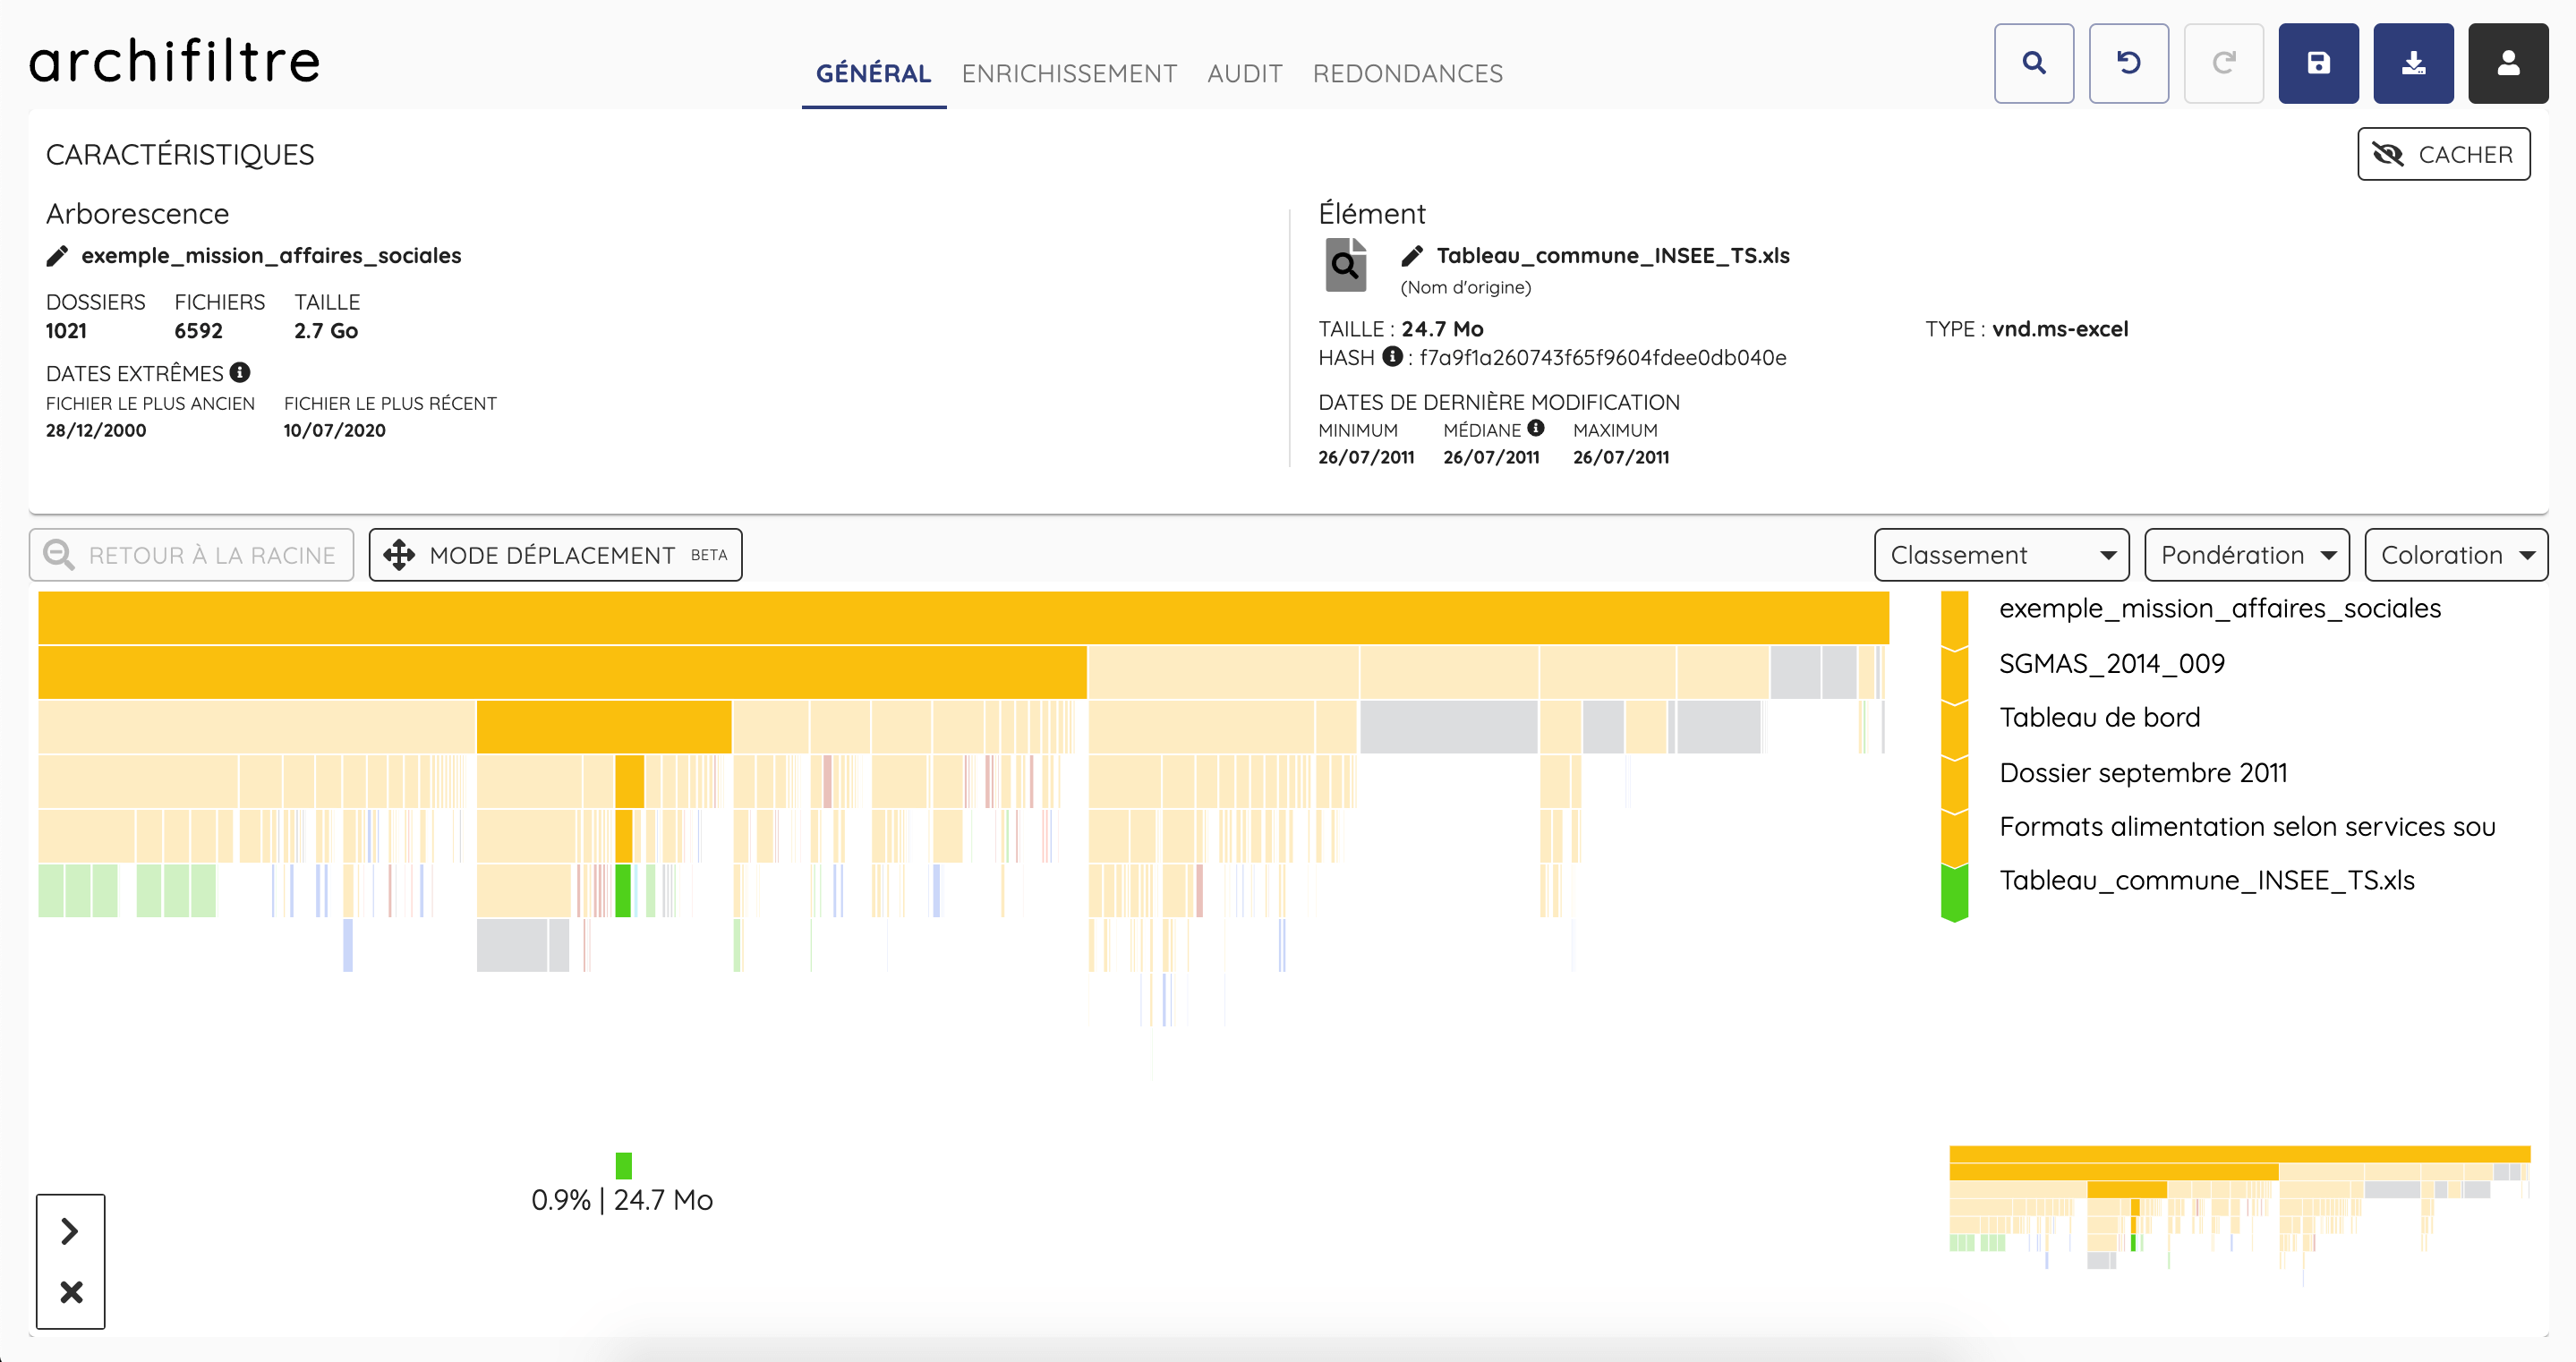 archifiltre
GÉNÉRAL ENRICHISSEMENT AUDIT REDONDANCES
CARACTÉRISTIQUES
CACHER
Arborescence
exemple_mission_affaires_sociales
DOSSIERS FICHIERS TAILLE
1021 6592 2.7 Go
DATES EXTRÊMES
FICHIER LE PLUS ANCIEN FICHIER LE PLUS RÉCENT
28/12/2000 10/07/2020
Élément
Tableau_commune_INSEE_TS.xls
(Nom d'origine)
TAILLE : 24.7 Mo TYPE : vnd.ms-excel
HASH : f7a9f1a260743f65f9604fdee0db040e
DATES DE DERNIÈRE MODIFICATION
MINIMUM MÉDIANE MAXIMUM
26/07/2011 26/07/2011 26/07/2011
RETOUR À LA RACINE MODE DÉPLACEMENT BETA Classement Pondération Coloration
exemple_mission_affaires_sociales
SGMAS_2014_009
Tableau de bord
Dossier septembre 2011
Formats alimentation selon services sou
Tableau_commune_INSEE_TS.xls
0.9% | 24.7 Mo